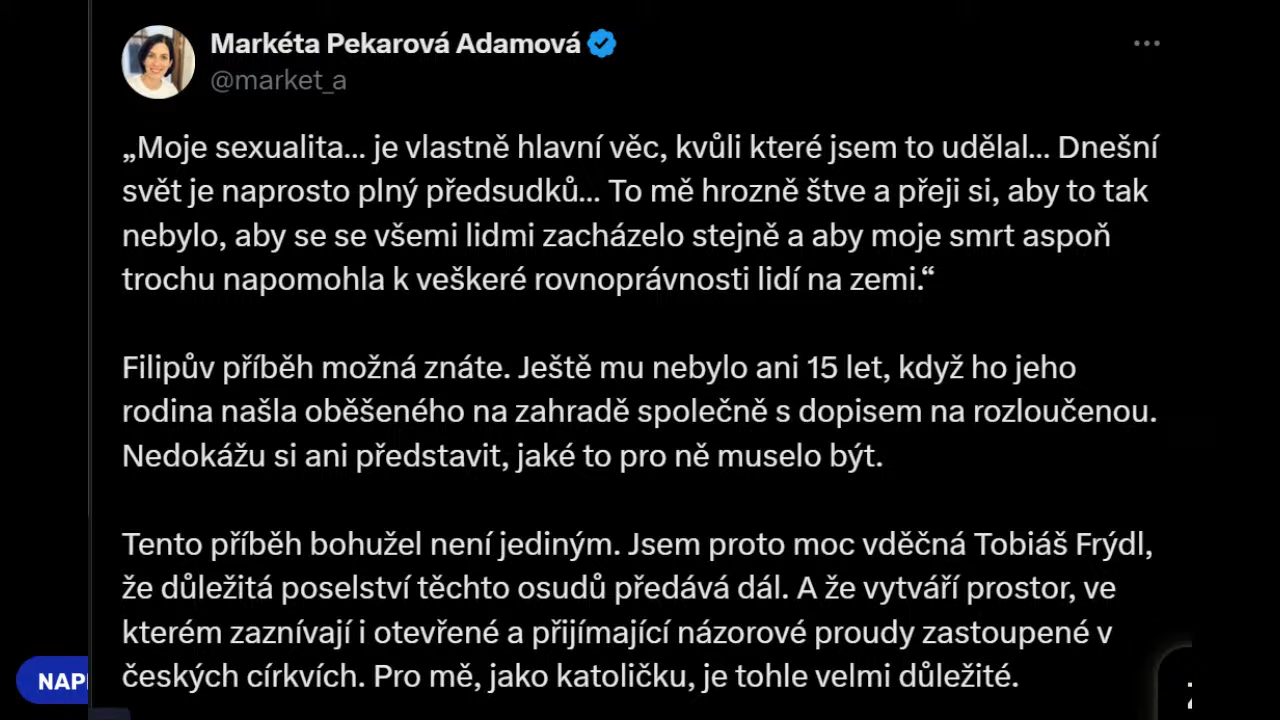 Markéta Pekarová Adamová
@market_a
„Moje sexualita... je vlastně hlavní věc, kvůli které jsem to udělal... Dnešní
svět je naprosto plný předsudků... To mě hrozně štve a přeji si, aby to tak
nebylo, aby se se všemi lidmi zacházelo stejně a aby moje smrt aspoň
trochu napomohla k veškeré rovnoprávnosti lidí na zemi.“
Filipův příběh možná znáte. Ještě mu nebylo ani 15 let, když ho jeho
rodina našla oběšeného na zahradě společně s dopisem na rozloučenou.
Nedokážu si ani představit, jaké to pro ně muselo být.
Tento příběh bohužel není jediným. Jsem proto moc vděčná Tobiáš Frýdl,
že důležitá poselství těchto osudů předává dál. A že vytváří prostor, ve
kterém zaznívají i otevřené a přijímající názorové proudy zastoupené v
českých církvích. Pro mě, jako katoličku, je tohle velmi důležité.